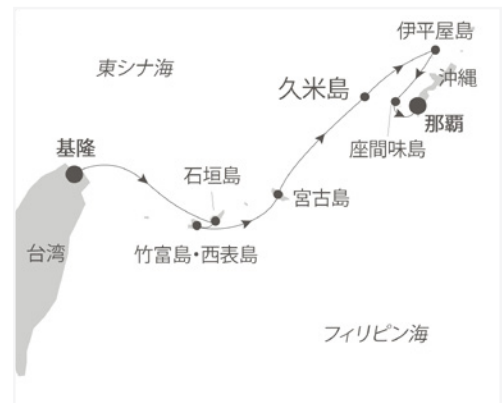 伊平屋島
東シナ海
沖縄
久米島
那覇
基隆
座間味島
石垣島
宮古島
台湾
竹富島・西表島
フィリピン海